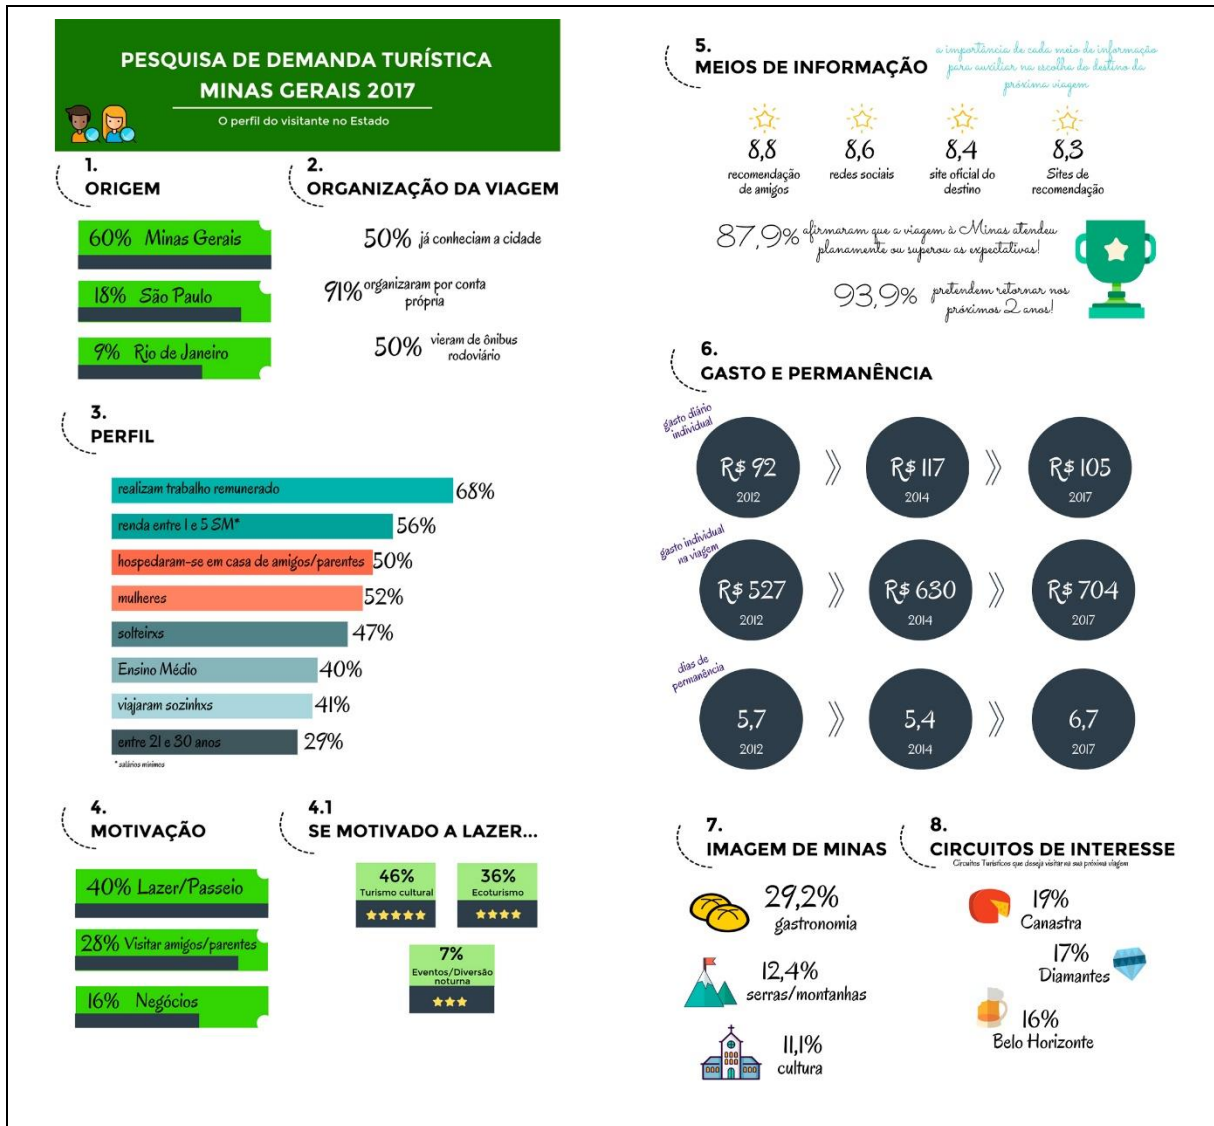 PESQUISA DE DEMANDA TURÍSTICA
MINAS GERAIS 2017
O perfil do visitante no Estado
1.
ORIGEM
60% Minas Gerais
18% São Paulo
9% Rio de Janeiro
2.
ORGANIZAÇÃO DA VIAGEM
50% já conheciam a cidade
91% organizaram por conta
própria
50% vieram de ônibus
rodoviário
3.
PERFIL
realizam trabalho remunerado 68%
renda entre 1 e 5 SM* 56%
hospedaram-se em casa de amigos/parentes 50%
mulheres 52%
solteirxs 47%
Ensino Médio 40%
viajaram sozinhxs 41%
entre 21 e 30 anos 29%
* salários mínimos
4.
MOTIVAÇÃO
40% Lazer/Passeio
28% Visitar amigos/parentes
16% Negócios
4.1
SE MOTIVADO A LAZER...
46%
Turismo cultural
36%
Ecoturismo
7%
Eventos/Diversão
noturna
5.
MEIOS DE INFORMAÇÃO
a importância de cada meio de informação
para auxiliar na escolha do destino da
próxima viagem
8,8
recomendação
de amigos
8,6
redes sociais
8,4
site oficial do
destino
8,3
Sites de
recomendação
87,9% afirmaram que a viagem à Minas atendeu
planamente ou superou as expectativas!
93,9% pretendem retornar nos
próximos 2 anos!
6.
GASTO E PERMANÊNCIA
gasto diário
individual
R$ 92
2012
R$ 117
2014
R$ 105
2017
gasto individual
na viagem
R$ 527
2012
R$ 630
2014
R$ 704
2017
dias de
permanência
5,7
2012
5,4
2014
6,7
2017
7.
IMAGEM DE MINAS
29,2%
gastronomia
12,4%
serras/montanhas
11,1%
cultura
8.
CIRCUITOS DE INTERESSE
Circuitos Turísticos que deseja visitar na sua próxima viagem
19%
Canastra
17%
Diamantes
16%
Belo Horizonte